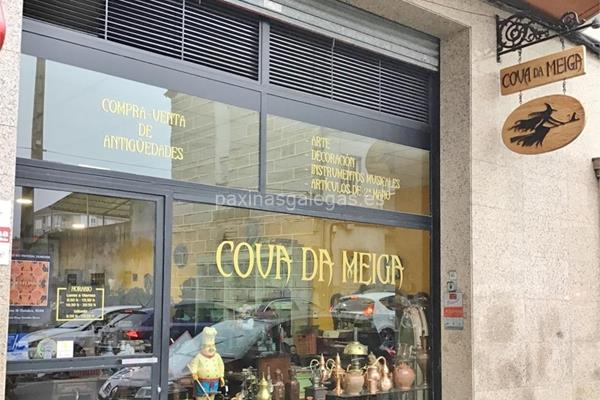 COMPRA-VENTA
DE
ANTIGÜEDADES
- ARTE
- DECORACIÓN
- INSTRUMENTOS MUSICALES
- ARTÍCULOS DE 2ª MANO
COVA DA MEIGA
paxinasgalegas.es
COVA DA MEIGA
HORARIO